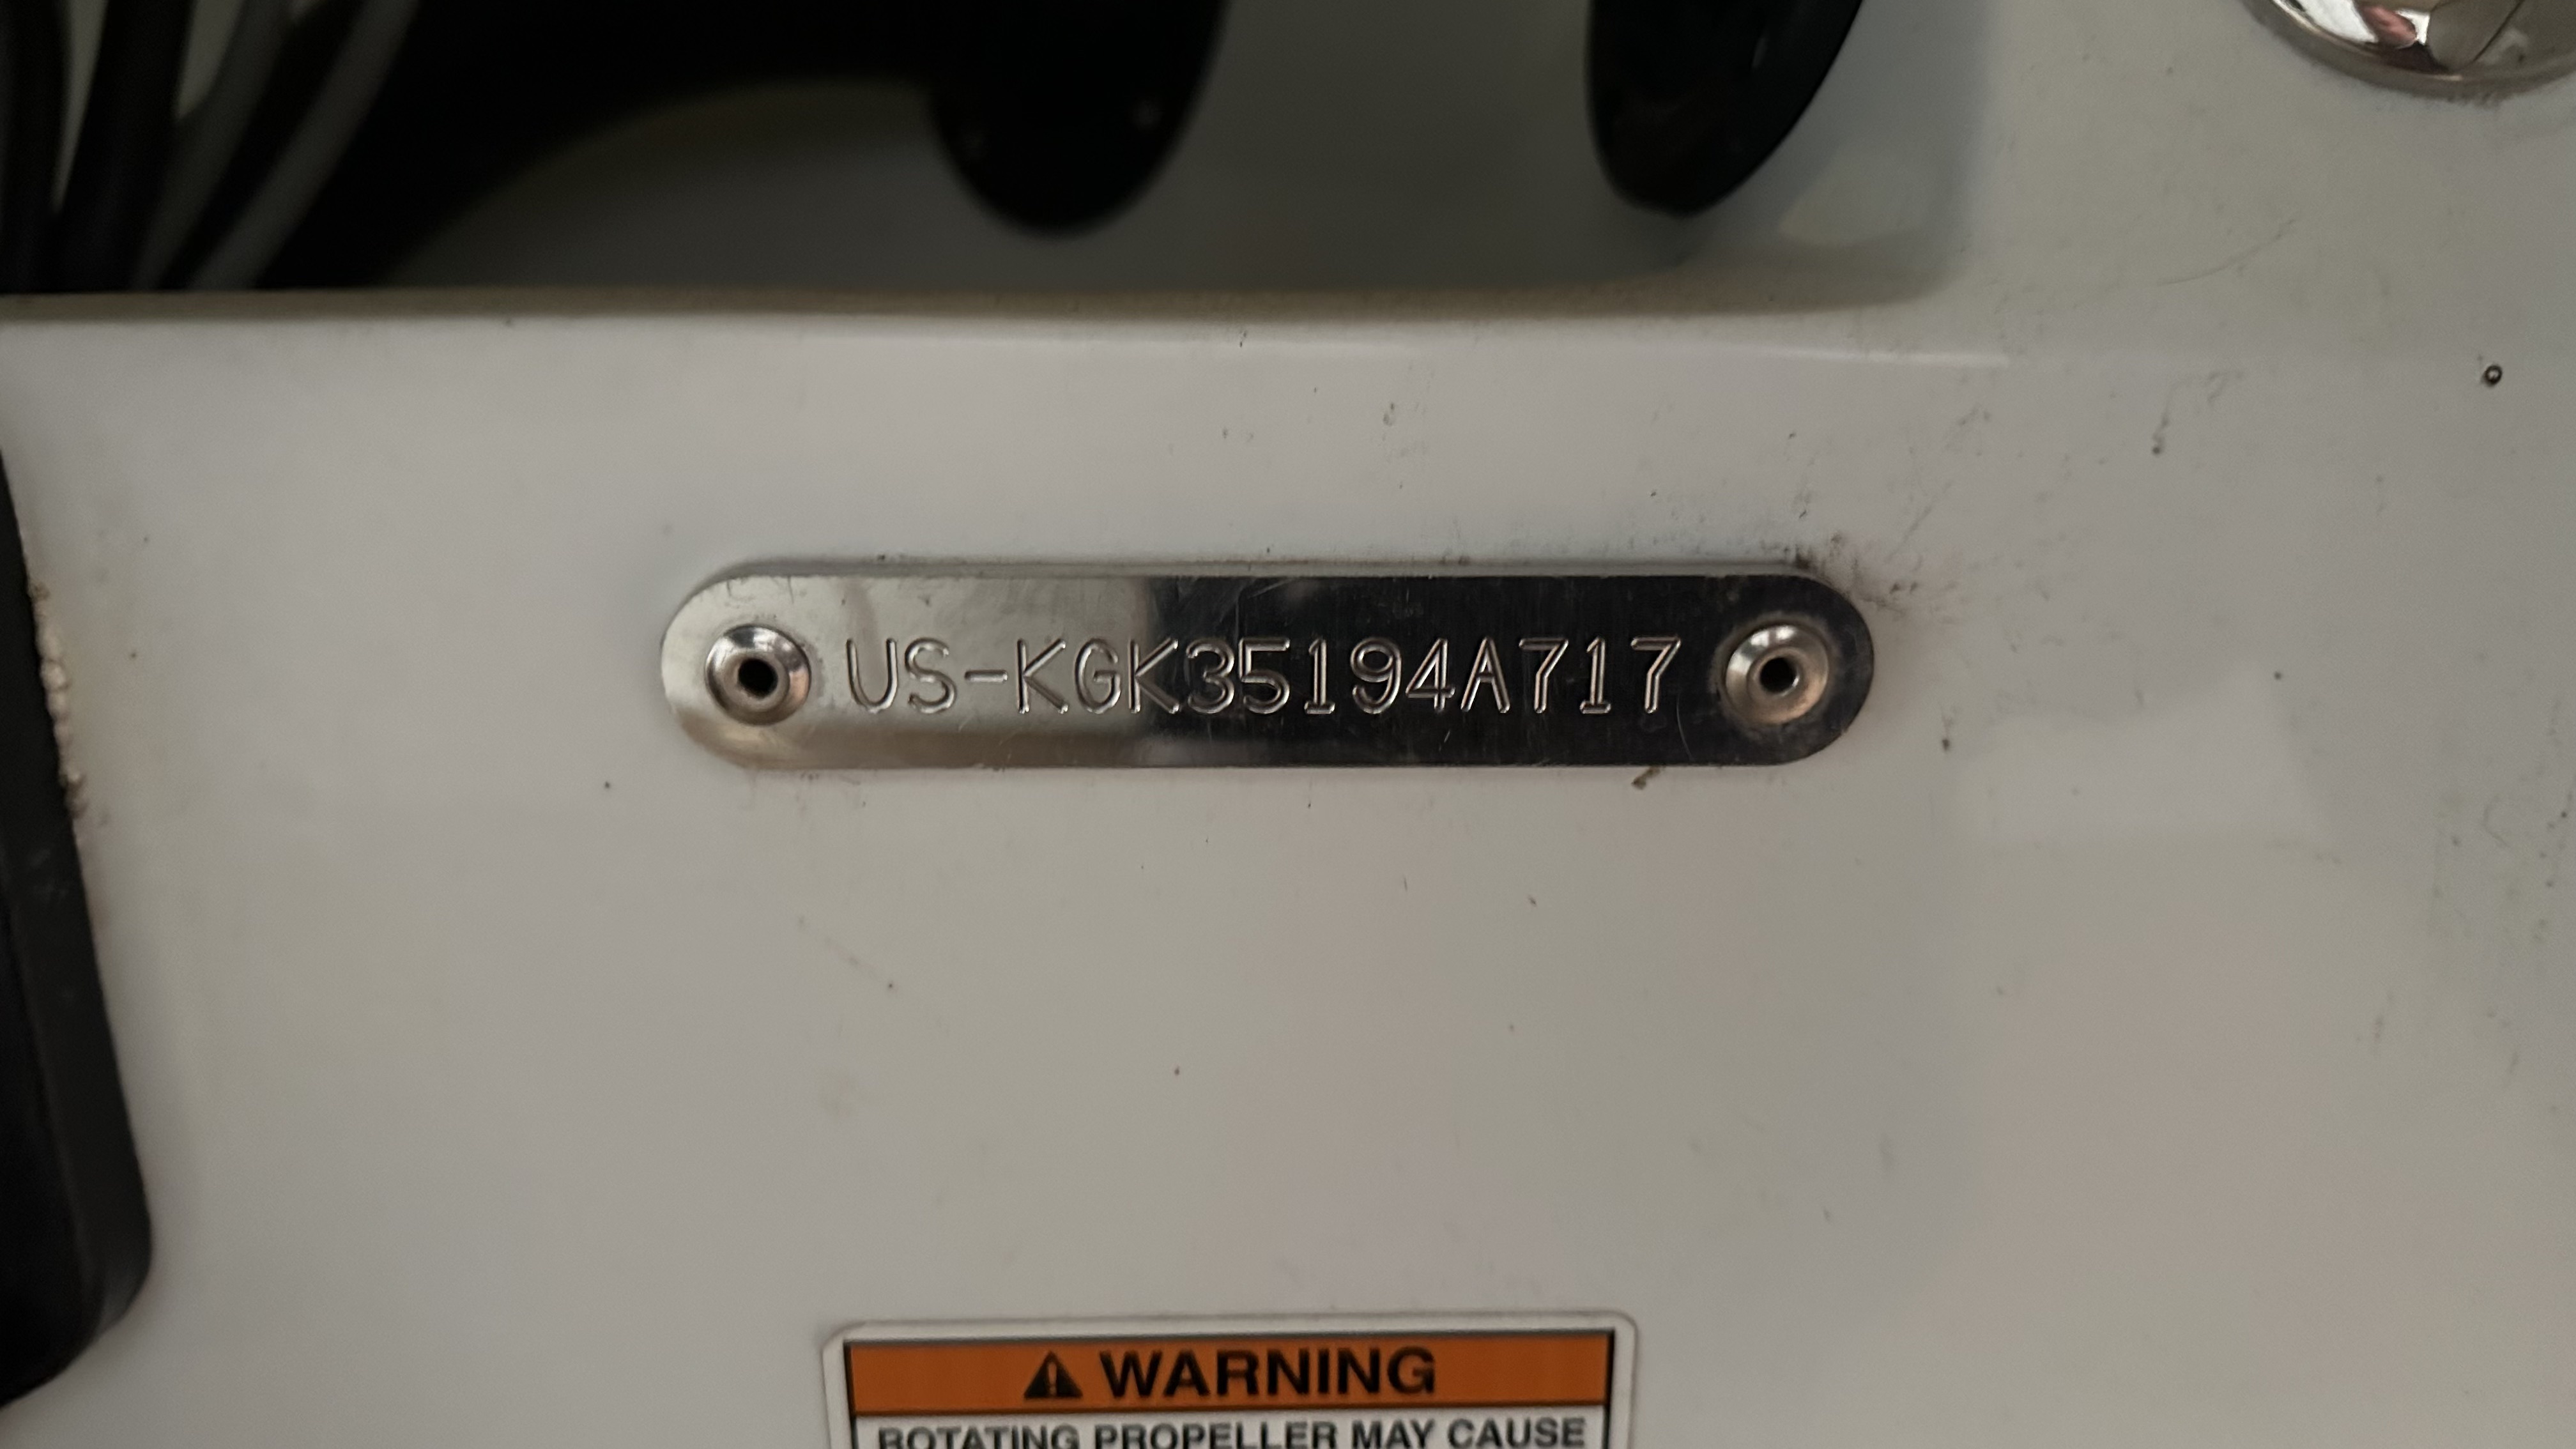 US-KGK35194A717
⚠ WARNING
ROTATING PROPELLER MAY CAUSE